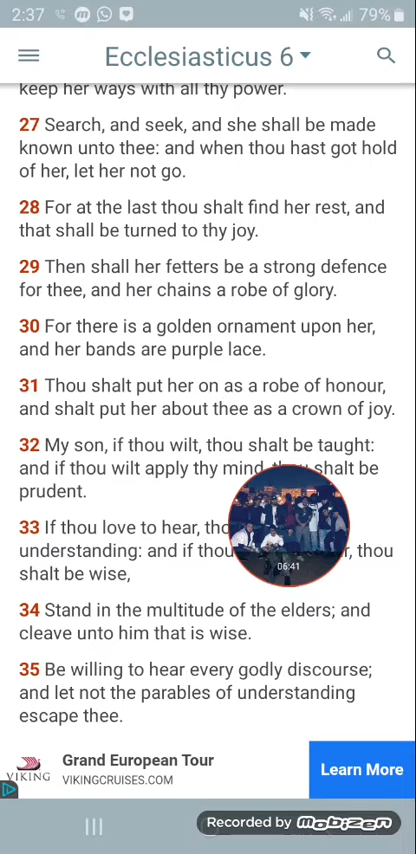 2:37
79%
Ecclesiasticus 6
keep her ways with all thy power.
27 Search, and seek, and she shall be made
known unto thee: and when thou hast got hold
of her, let her not go.
28 For at the last thou shalt find her rest, and
that shall be turned to thy joy.
29 Then shall her fetters be a strong defence
for thee, and her chains a robe of glory.
30 For there is a golden ornament upon her,
and her bands are purple lace.
31 Thou shalt put her on as a robe of honour,
and shalt put her about thee as a crown of joy.
32 My son, if thou wilt, thou shalt be taught:
and if thou wilt apply thy mind, shalt be
prudent.
33 If thou love to hear,
understanding: and if thou thou
shalt be wise,
34 Stand in the multitude of the elders; and
cleave unto him that is wise.
35 Be willing to hear every godly discourse;
and let not the parables of understanding
escape thee.
06:41
VIKING
Grand European Tour
VIKINGCRUISES.COM
Learn More
Recorded by mobizen